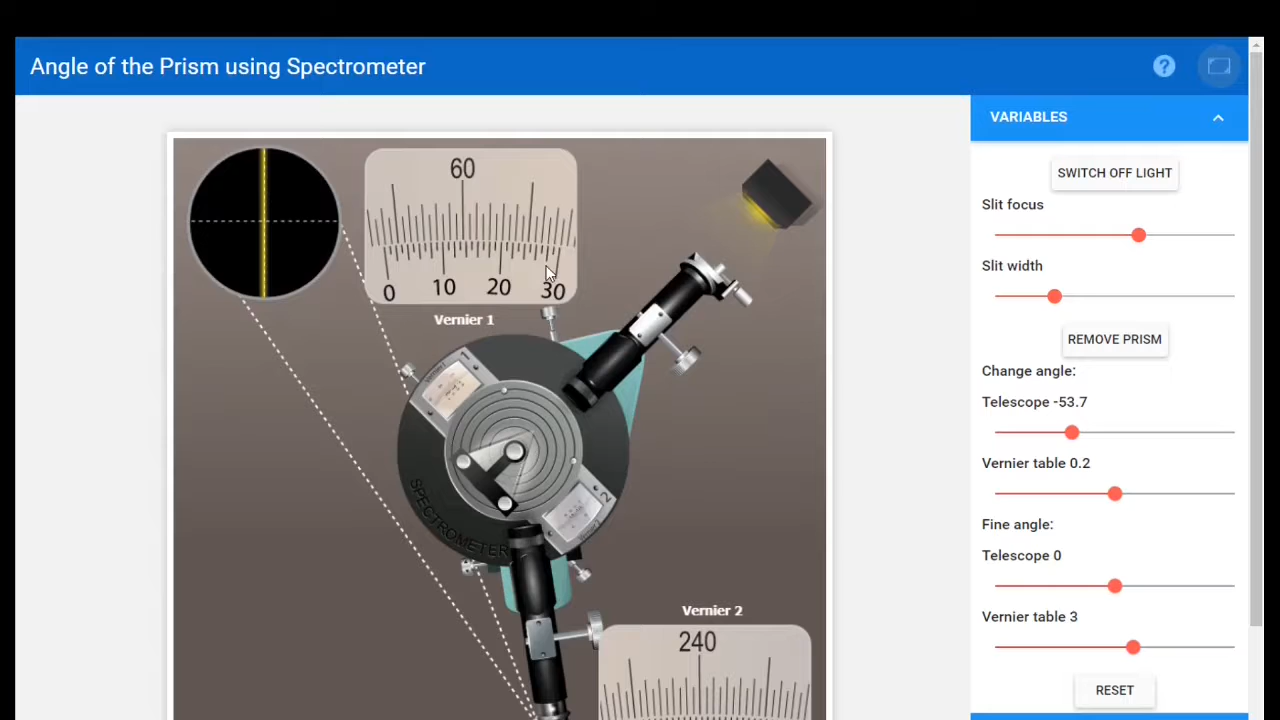 Angle of the Prism using Spectrometer
?
VARIABLES
SWITCH OFF LIGHT
Slit focus
Slit width
REMOVE PRISM
Change angle:
Telescope -53.7
Vernier table 0.2
Fine angle:
Telescope 0
Vernier table 3
RESET
60
0 10 20 30
Vernier 1
1
2
SPECTROMETER
Vernier 2
240